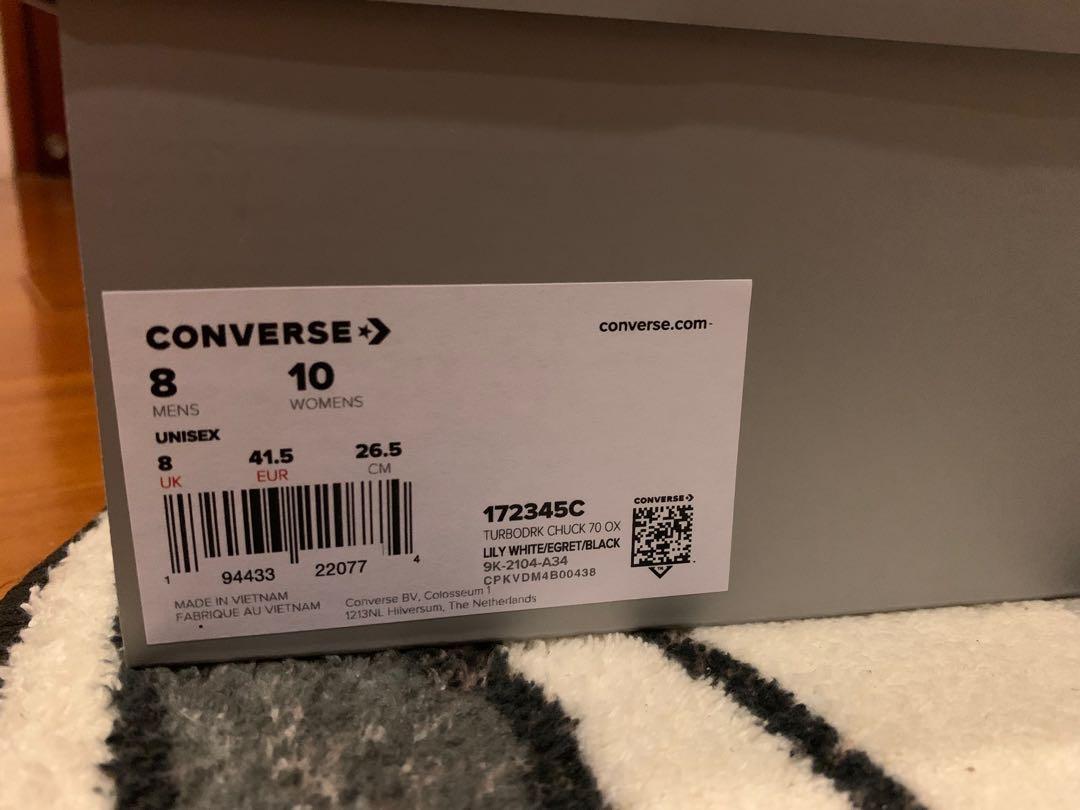 CONVERSE
converse.com
8 10
MENS WOMENS
UNISEX
8 41.5 26.5
UK EUR CM
1 94433 22077 4
172345C
TURBODRK CHUCK 70 OX
LILY WHITE/EGRET/BLACK
9K-2104-A34
CPKVDM4B00438
CONVERSE
MADE IN VIETNAM
FABRIQUE AU VIETNAM
Converse BV, Colosseum 1
1213NL Hilversum, The Netherlands